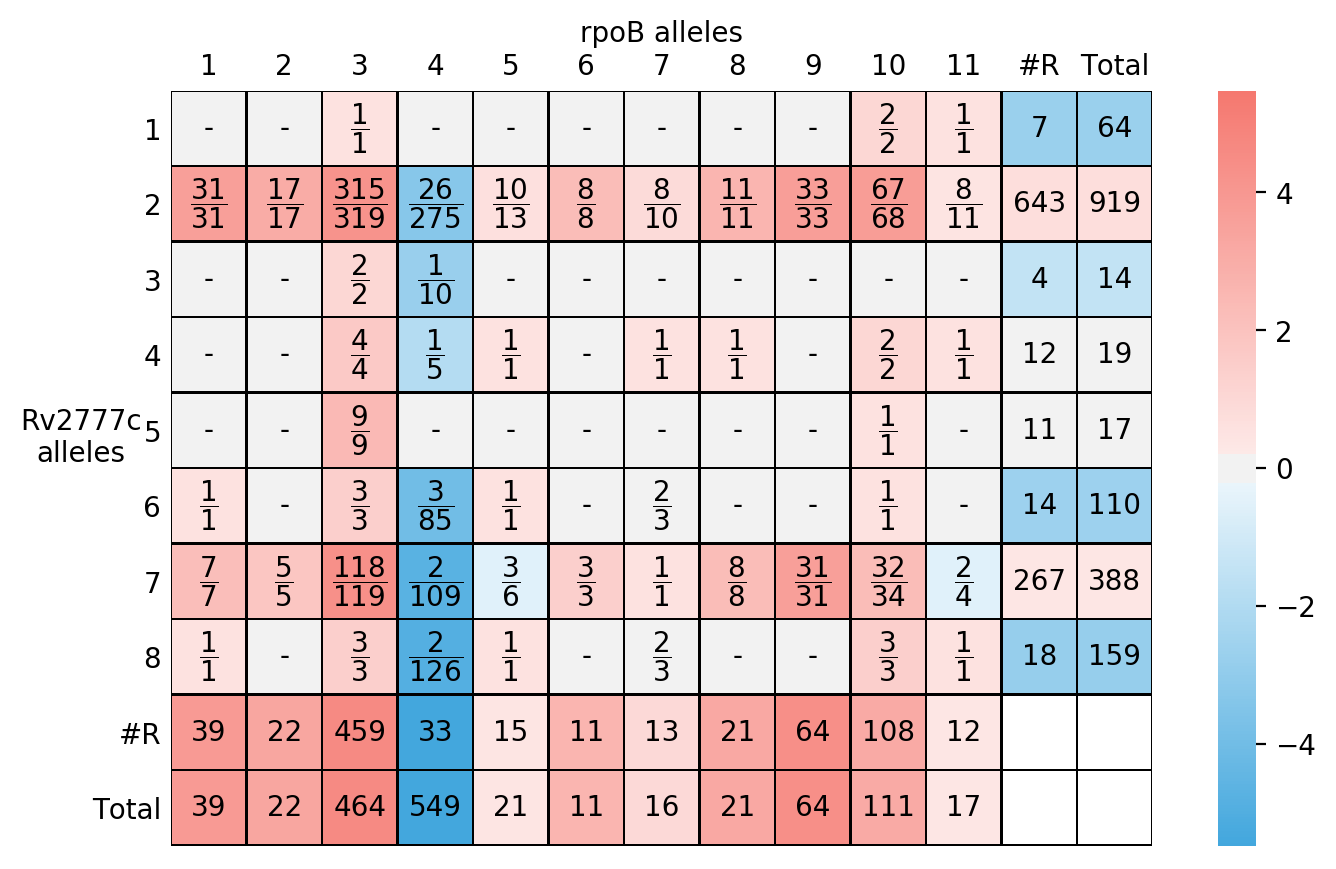 rpoB alleles
1 2 3 4 5 6 7 8 9 10 11 #R Total
1 - - 1/1 - - - - - - 2/2 1/1 7 64
2 31/31 17/17 315/319 26/275 10/13 8/8 8/10 11/11 33/33 67/68 8/11 643 919
3 - - 2/2 1/10 - - - - - - - 4 14
4 - - 4/4 1/5 1/1 - 1/1 1/1 - 2/2 1/1 12 19
Rv2777c
alleles
5 - - 9/9 - - - - - - 1/1 - 11 17
6 1/1 - 3/3 3/85 1/1 - 2/3 - - 1/1 - 14 110
7 7/7 5/5 118/119 2/109 3/6 3/3 1/1 8/8 31/31 32/34 2/4 267 388
8 1/1 - 3/3 2/126 1/1 - 2/3 - - 3/3 1/1 18 159
#R 39 22 459 33 15 11 13 21 64 108 12
Total 39 22 464 549 21 11 16 21 64 111 17
4
2
0
−2
−4